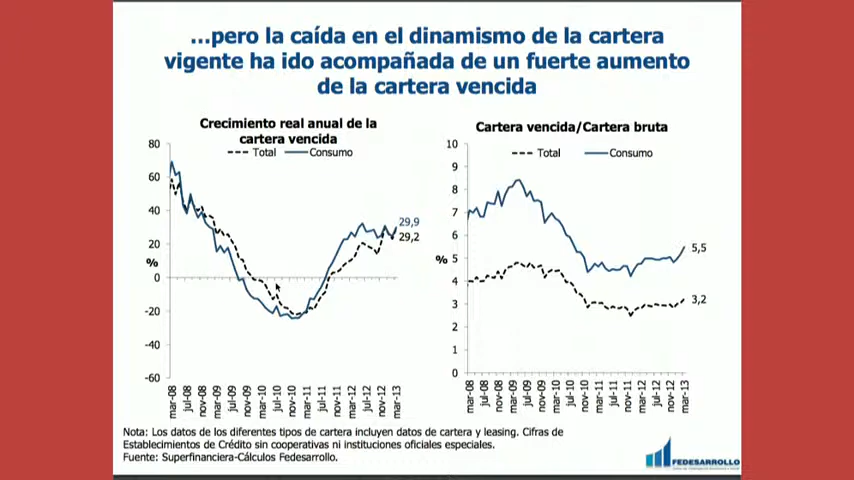 ...pero la caída en el dinamismo de la cartera
vigente ha ido acompañada de un fuerte aumento
de la cartera vencida
Crecimiento real anual de la
cartera vencida
Total
Consumo
80
60
40
20
0
-20
-40
-60
%
29,9
29,2
mar-08
jul-08
nov-08
mar-09
jul-09
nov-09
mar-10
jul-10
nov-10
mar-11
jul-11
nov-11
mar-12
jul-12
nov-12
mar-13
Cartera vencida/Cartera bruta
Total
Consumo
10
9
8
7
6
5
4
3
2
1
0
%
5,5
3,2
mar-08
jul-08
nov-08
mar-09
jul-09
nov-09
mar-10
jul-10
nov-10
mar-11
jul-11
nov-11
mar-12
jul-12
nov-12
mar-13
Nota: Los datos de los diferentes tipos de cartera incluyen datos de cartera y leasing. Cifras de
Establecimientos de Crédito sin cooperativas ni instituciones oficiales especiales.
Fuente: Superfinanciera-Cálculos Fedesarrollo.
FEDESARROLLO